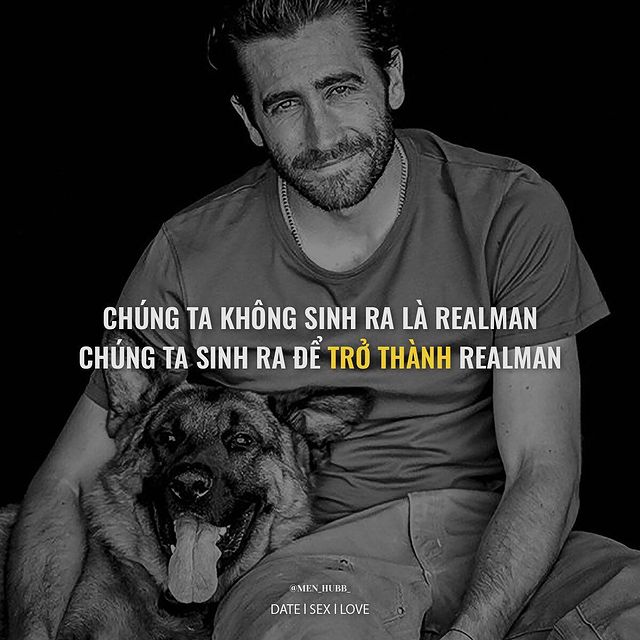 CHÚNG TA KHÔNG SINH RA LÀ REALMAN
CHÚNG TA SINH RA ĐỂ TRỞ THÀNH REALMAN
@MEN_HUBB_
DATE | SEX | LOVE